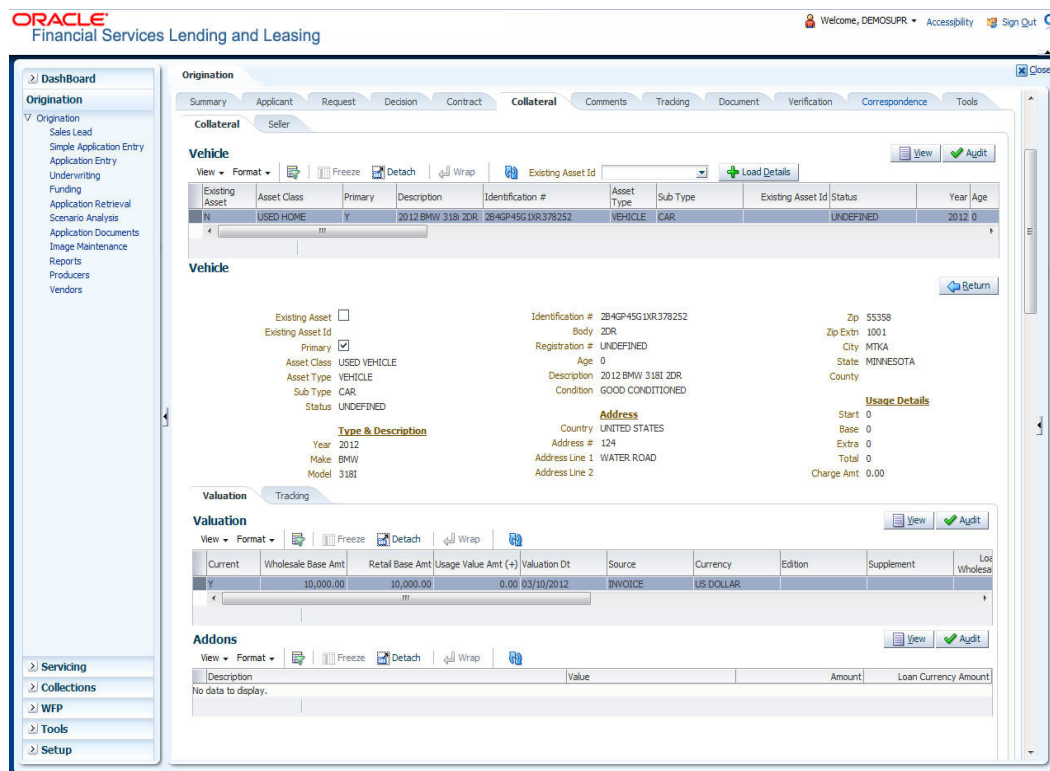 ORACLE
Financial Services Lending and Leasing
Welcome, DEMOSUPR Accessibility Sign Out
Close
DashBoard
Origination
Origination
Sales Lead
Simple Application Entry
Application Entry
Underwriting
Funding
Application Retrieval
Scenario Analysis
Application Documents
Image Maintenance
Reports
Producers
Vendors
Servicing
Collections
WFP
Tools
Setup
Origination
Summary Applicant Request Decision Contract Collateral Comments Tracking Document Verification Correspondence Tools
Collateral Seller
Vehicle
View Audit
View Format Freeze Detach Wrap Existing Asset Id Load Details
Existing Asset Asset Class Primary Description Identification # Asset Type Sub Type Existing Asset Id Status Year Age
N USED HOME Y 2012 BMW 318i 2DR 2B4GP45G1XR378252 VEHICLE CAR UNDEFINED 2012 0
Vehicle
Return
Existing Asset
Existing Asset Id
Primary
Asset Class USED VEHICLE
Asset Type VEHICLE
Sub Type CAR
Status UNDEFINED
Type & Description
Year 2012
Make BMW
Model 318I
Identification # 2B4GP45G1XR378252
Body 2DR
Registration # UNDEFINED
Age 0
Description 2012 BMW 318I 2DR
Condition GOOD CONDITIONED
Address
Country UNITED STATES
Address # 124
Address Line 1 WATER ROAD
Address Line 2
Zip 55358
Zip Extn 1001
City MTKA
State MINNESOTA
County
Usage Details
Start 0
Base 0
Extra 0
Total 0
Charge Amt 0.00
Valuation Tracking
Valuation
View Audit
View Format Freeze Detach Wrap
Current Wholesale Base Amt Retail Base Amt Usage Value Amt (+) Valuation Dt Source Currency Edition Supplement Loa Wholesa
Y 10,000.00 10,000.00 0.00 03/10/2012 INVOICE US DOLLAR
Addons
View Audit
View Format Freeze Detach Wrap
Description Value Amount Loan Currency Amount
No data to display.